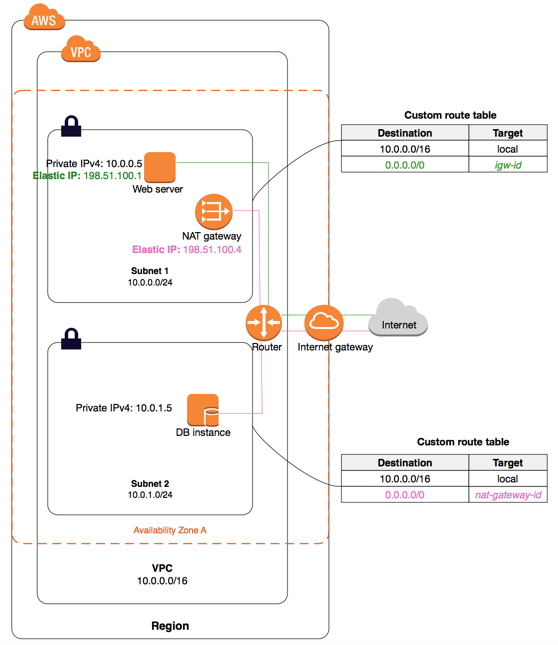 AWS
VPC
Custom route table
Destination Target
10.0.0.0/16 local
0.0.0.0/0 igw-id
Private IPv4: 10.0.0.5
Elastic IP: 198.51.100.1
Web server
NAT gateway
Elastic IP: 198.51.100.4
Subnet 1
10.0.0.0/24
Router
Internet gateway
Internet
Private IPv4: 10.0.1.5
DB instance
Custom route table
Destination Target
10.0.0.0/16 local
0.0.0.0/0 nat-gateway-id
Subnet 2
10.0.1.0/24
Availability Zone A
VPC
10.0.0.0/16
Region